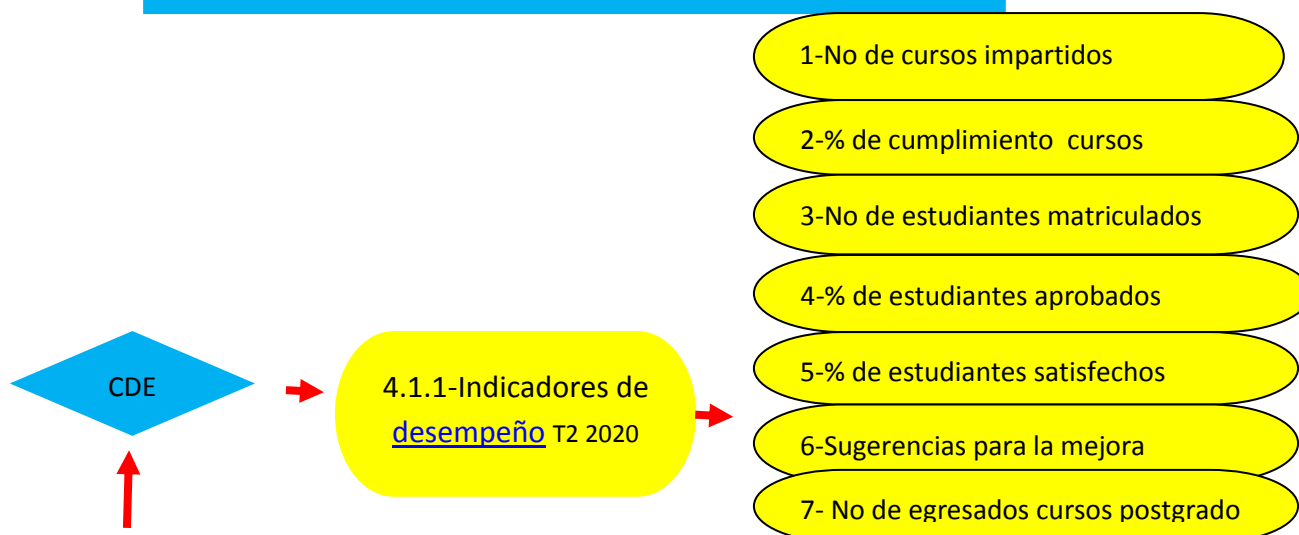 1-No de cursos impartidos
2-% de cumplimiento cursos
3-No de estudiantes matriculados
4-% de estudiantes aprobados
5-% de estudiantes satisfechos
6-Sugerencias para la mejora
7- No de egresados cursos postgrado
CDE
4.1.1-Indicadores de
desempeño T2 2020